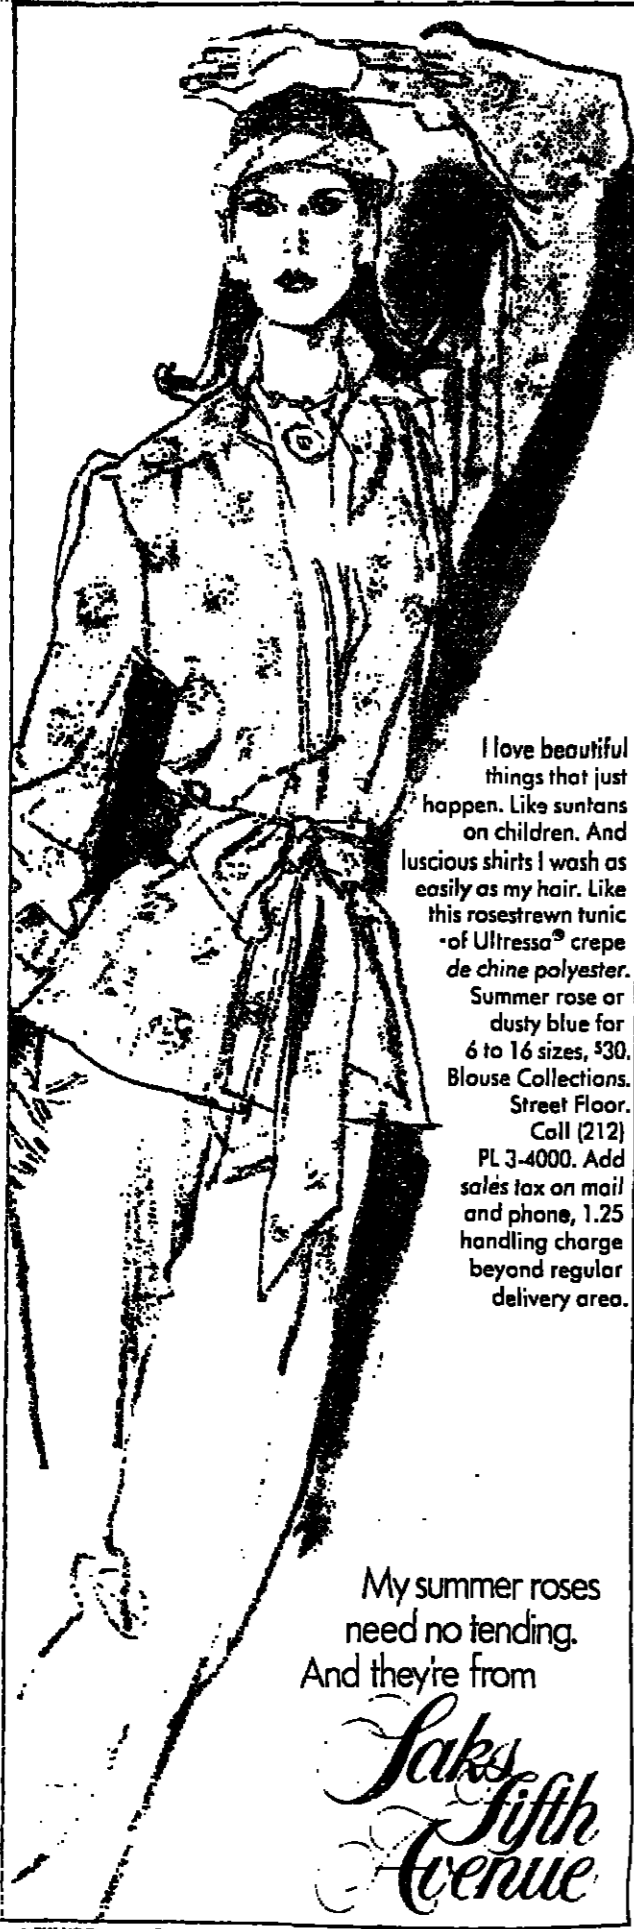 I love beautiful
things that just
happen. Like suntans
on children. And
luscious shirts I wash as
easily as my hair. Like
this rosestrewn tunic
of Ultressa® crepe
de chine polyester.
Summer rose or
dusty blue for
6 to 16 sizes, $30.
Blouse Collections.
Street Floor.
Call (212)
PL 3-4000. Add
sales tax on mail
and phone, 1.25
handling charge
beyond regular
delivery area.
My summer roses
need no tending.
And they're from
Saks
Fifth
Avenue